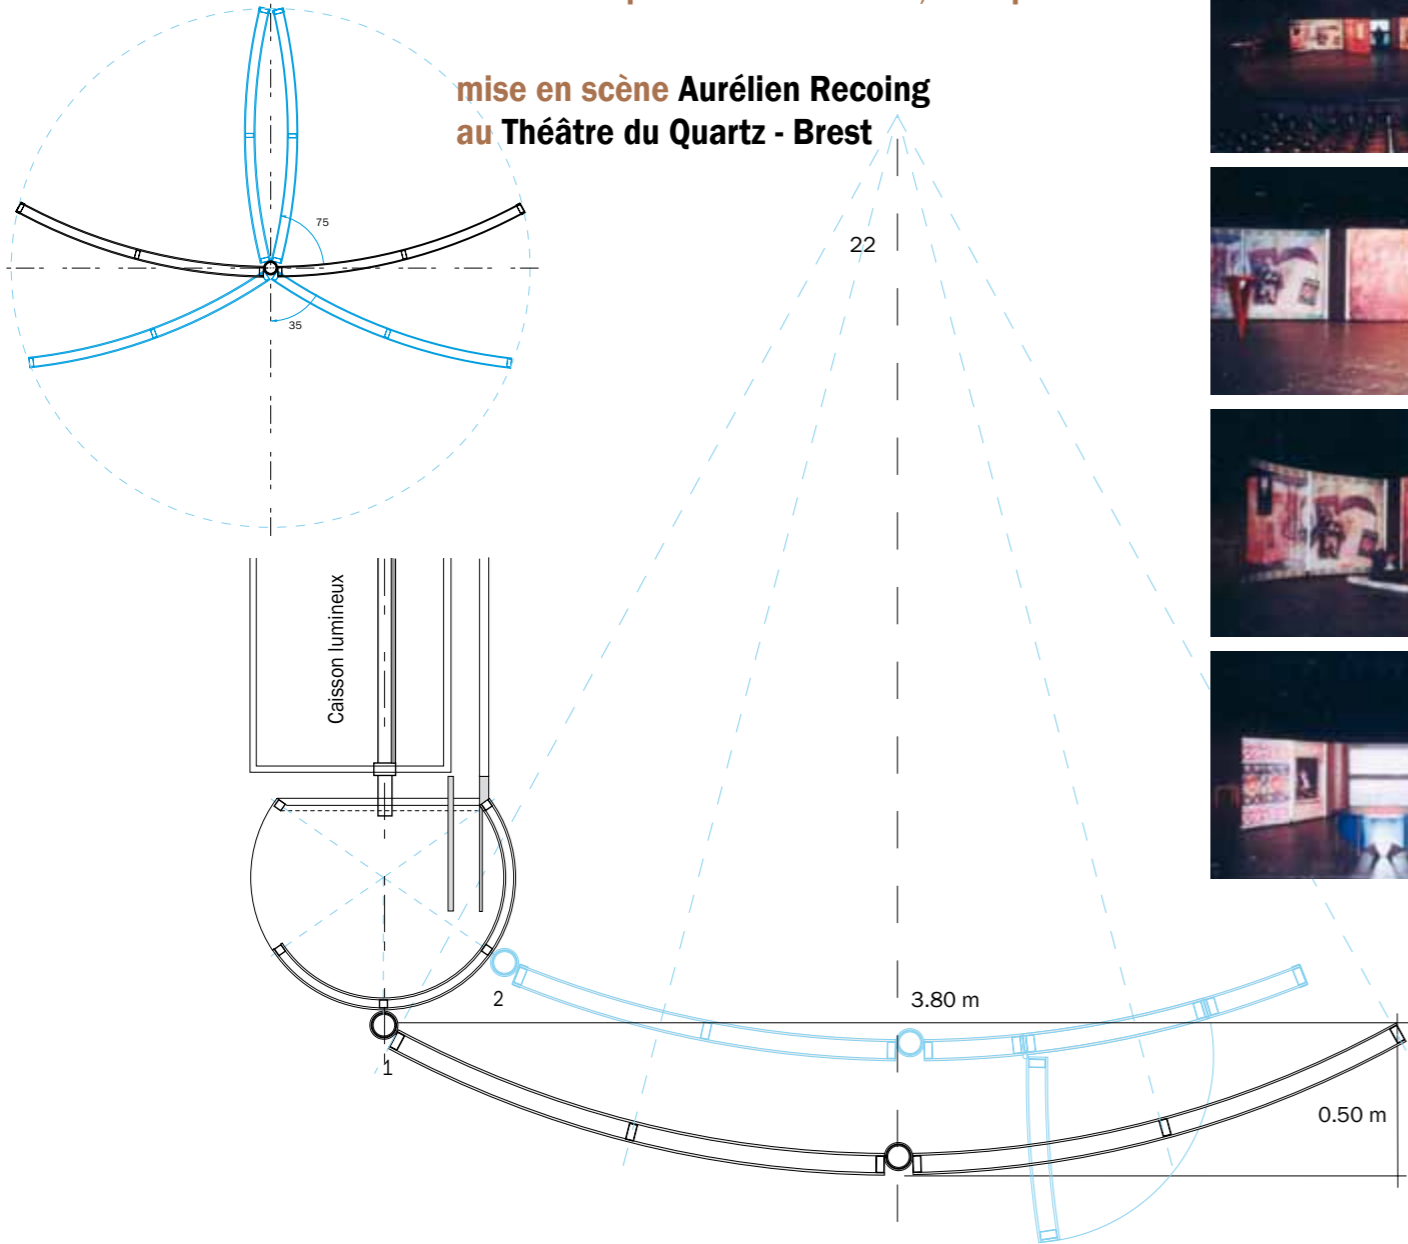 mise en scène Aurélien Recoing
au Théâtre du Quartz - Brest
75
22
35
Caisson lumineux
2
3.80 m
1
0.50 m